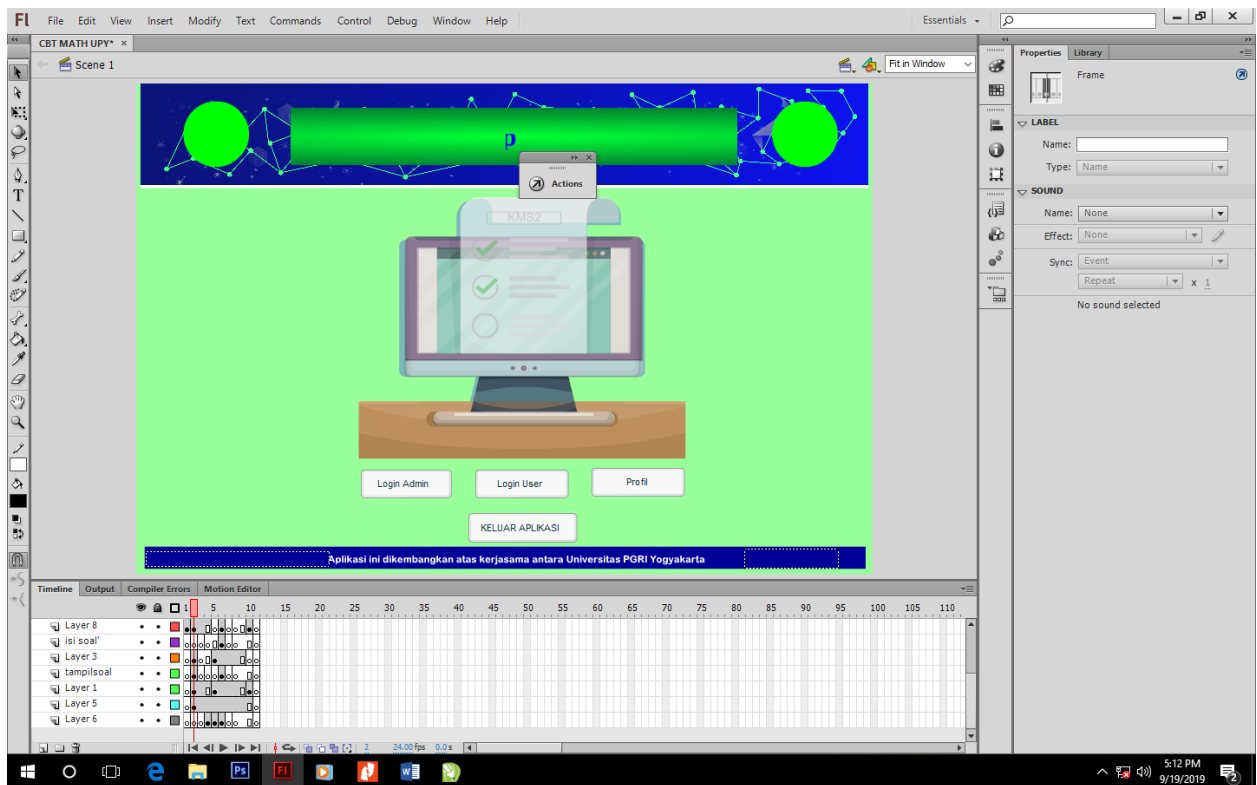 Fl File Edit View Insert Modify Text Commands Control Debug Window Help Essentials
CBT MATH UPY* ×
Scene 1 Fit in Window
p
Actions
KMS2
Login Admin Login User Profil
KELUAR APLIKASI
Aplikasi ini dikembangkan atas kerjasama antara Universitas PGRI Yogyakarta
Properties Library
Frame
LABEL
Name:
Type: Name
SOUND
Name: None
Effect: None
Sync: Event
Repeat x 1
No sound selected
Timeline Output Compiler Errors Motion Editor
1 5 10 15 20 25 30 35 40 45 50 55 60 65 70 75 80 85 90 95 100 105 110
Layer 8
isi soal'
Layer 3
tampilsoal
Layer 1
Layer 5
Layer 6
2 24.00 fps 0.0 s
Ps Fl
5:12 PM
9/19/2019
2